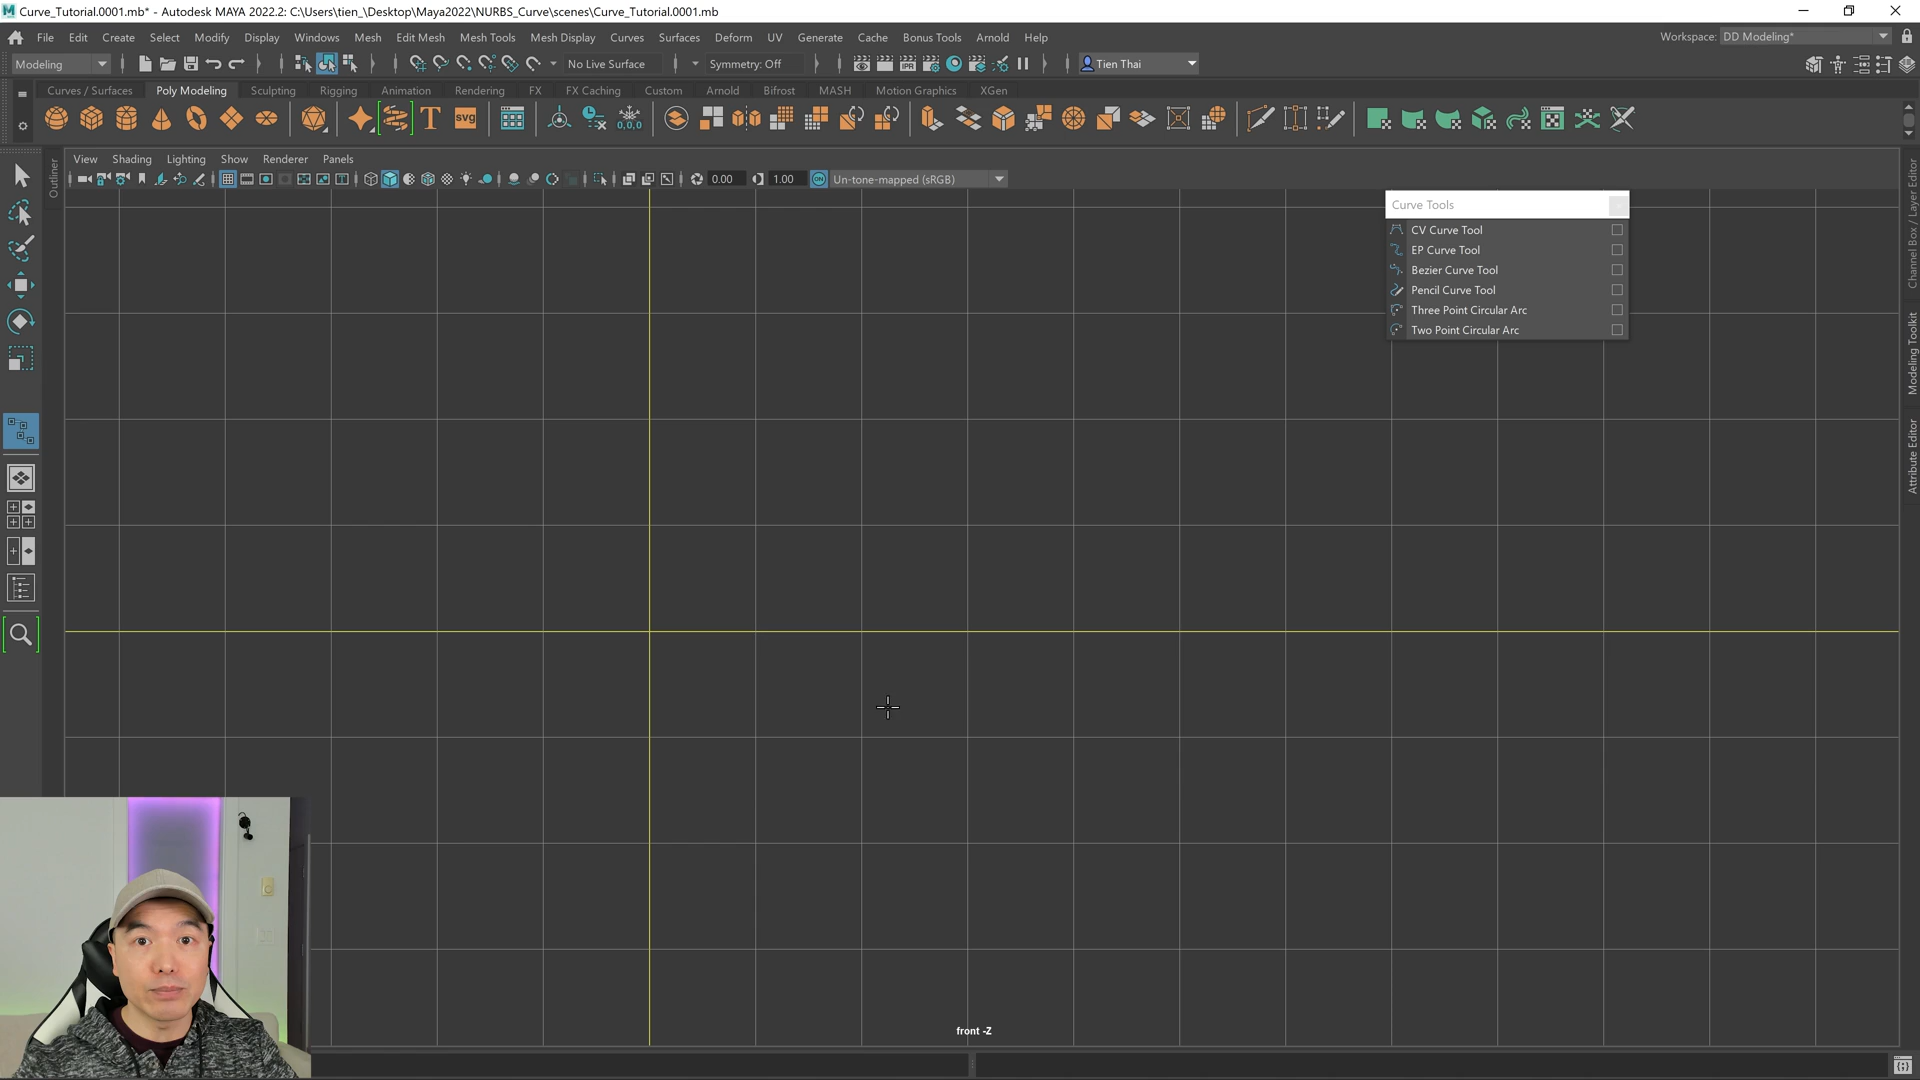 Curve_Tutorial.0001.mb* - Autodesk MAYA 2022.2: C:\Users\tien_\Desktop\Maya2022\NURBS_Curve\scenes\Curve_Tutorial.0001.mb
File Edit Create Select Modify Display Windows Mesh Edit Mesh Mesh Tools Mesh Display Curves Surfaces Deform UV Generate Cache Bonus Tools Arnold Help
Workspace: DD Modeling*
Modeling
No Live Surface
Symmetry: Off
Tien Thai
Curves / Surfaces Poly Modeling Sculpting Rigging Animation Rendering FX FX Caching Custom Arnold Bifrost MASH Motion Graphics XGen
T
SVG
0,0,0
View Shading Lighting Show Renderer Panels
0.00
1.00
ON
Un-tone-mapped (sRGB)
Outliner
Curve Tools
CV Curve Tool
EP Curve Tool
Bezier Curve Tool
Pencil Curve Tool
Three Point Circular Arc
Two Point Circular Arc
Channel Box / Layer Editor
Modeling Toolkit
Attribute Editor
front -Z